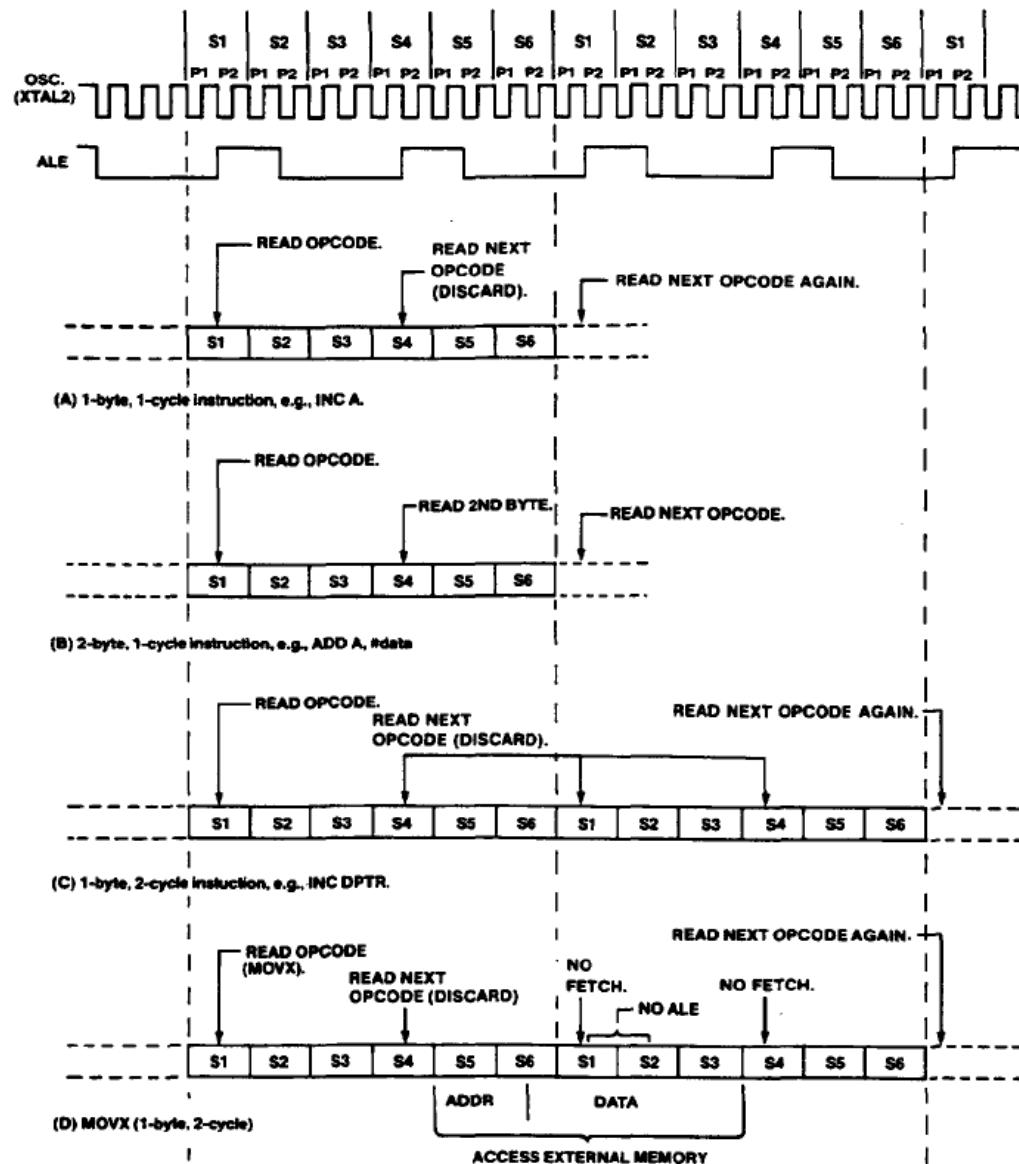 S1 S2 S3 S4 S5 S6 S1 S2 S3 S4 S5 S6 S1
P1 P2 P1 P2 P1 P2 P1 P2 P1 P2 P1 P2 P1 P2 P1 P2 P1 P2 P1 P2 P1 P2 P1 P2 P1 P2
OSC.
(XTAL2)
ALE
READ OPCODE.
READ NEXT
OPCODE
(DISCARD).
READ NEXT OPCODE AGAIN.
S1 S2 S3 S4 S5 S6
(A) 1-byte, 1-cycle instruction, e.g., INC A.
READ OPCODE.
READ 2ND BYTE.
READ NEXT OPCODE.
S1 S2 S3 S4 S5 S6
(B) 2-byte, 1-cycle instruction, e.g., ADD A, #data
READ OPCODE.
READ NEXT
OPCODE (DISCARD).
READ NEXT OPCODE AGAIN.
S1 S2 S3 S4 S5 S6 S1 S2 S3 S4 S5 S6
(C) 1-byte, 2-cycle instuction, e.g., INC DPTR.
READ OPCODE
(MOVX).
READ NEXT
OPCODE (DISCARD)
NO
FETCH.
NO ALE
NO FETCH.
READ NEXT OPCODE AGAIN.
S1 S2 S3 S4 S5 S6 S1 S2 S3 S4 S5 S6
ADDR DATA
(D) MOVX (1-byte, 2-cycle)
ACCESS EXTERNAL MEMORY